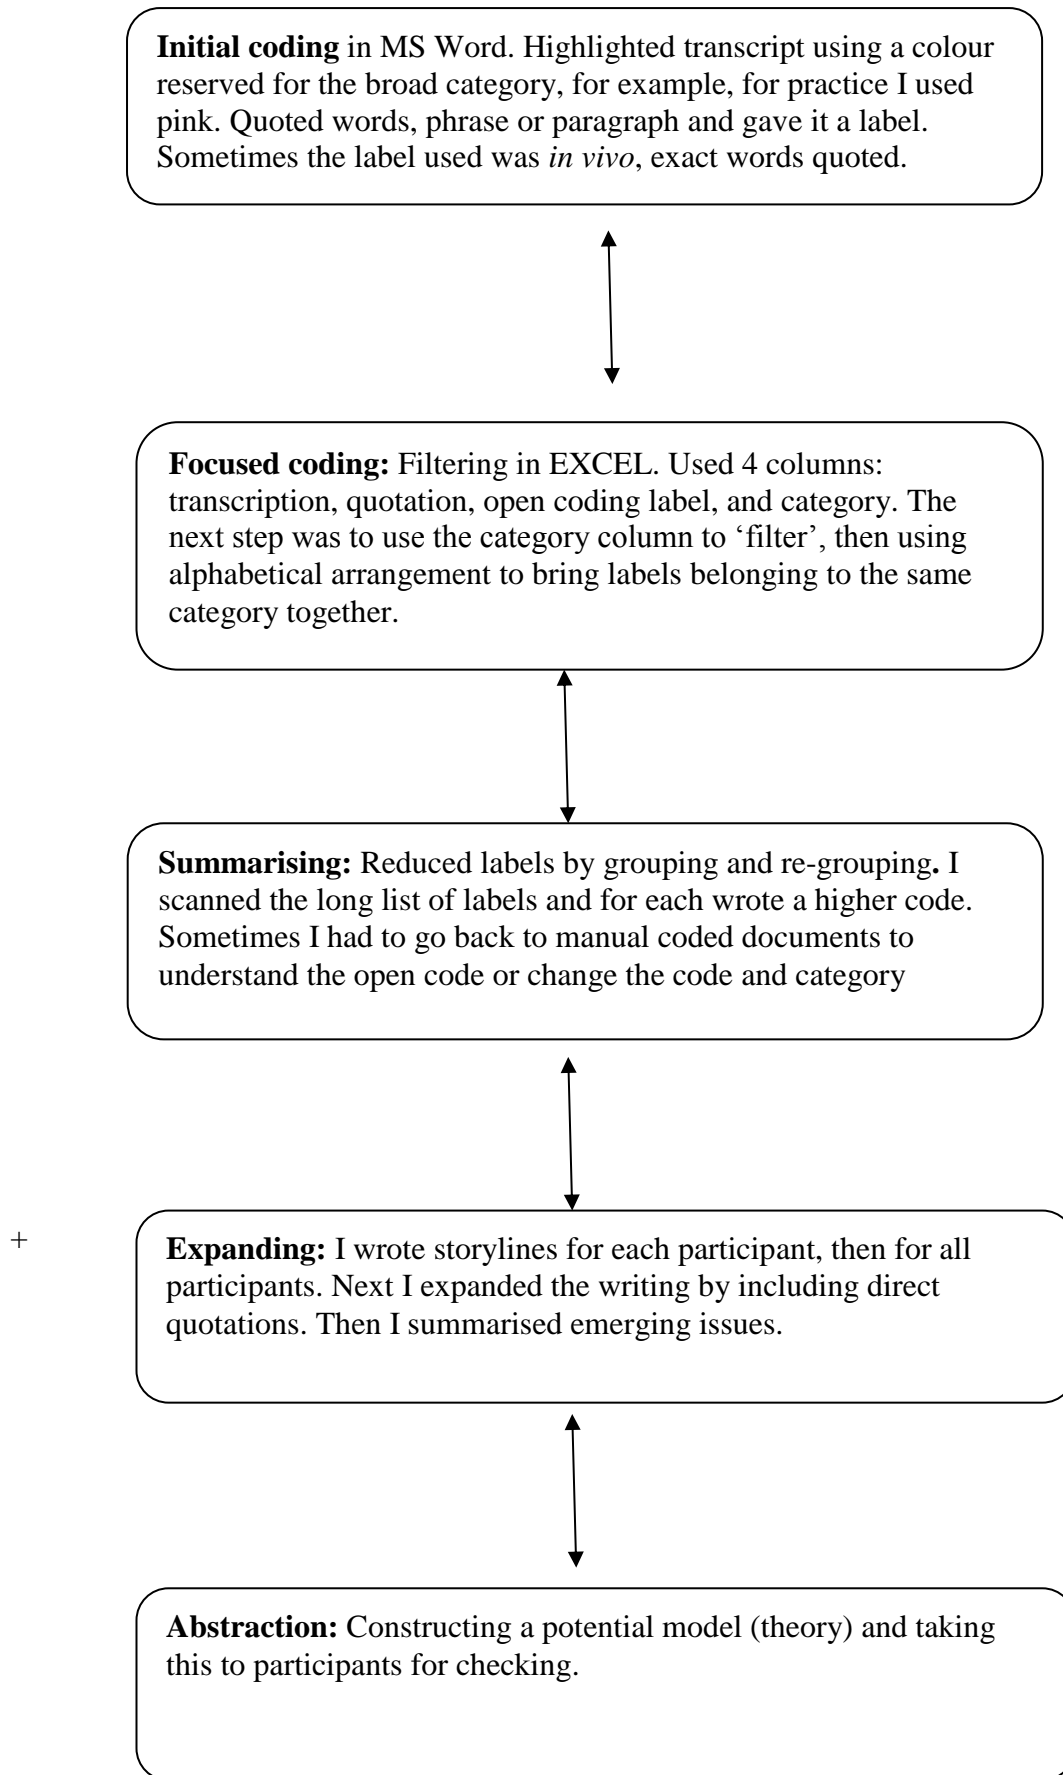 Initial coding in MS Word. Highlighted transcript using a colour
reserved for the broad category, for example, for practice I used
pink. Quoted words, phrase or paragraph and gave it a label.
Sometimes the label used was in vivo, exact words quoted.
Focused coding: Filtering in EXCEL. Used 4 columns:
transcription, quotation, open coding label, and category. The
next step was to use the category column to ‘filter’, then using
alphabetical arrangement to bring labels belonging to the same
category together.
Summarising: Reduced labels by grouping and re-grouping. I
scanned the long list of labels and for each wrote a higher code.
Sometimes I had to go back to manual coded documents to
understand the open code or change the code and category
+
Expanding: I wrote storylines for each participant, then for all
participants. Next I expanded the writing by including direct
quotations. Then I summarised emerging issues.
Abstraction: Constructing a potential model (theory) and taking
this to participants for checking.